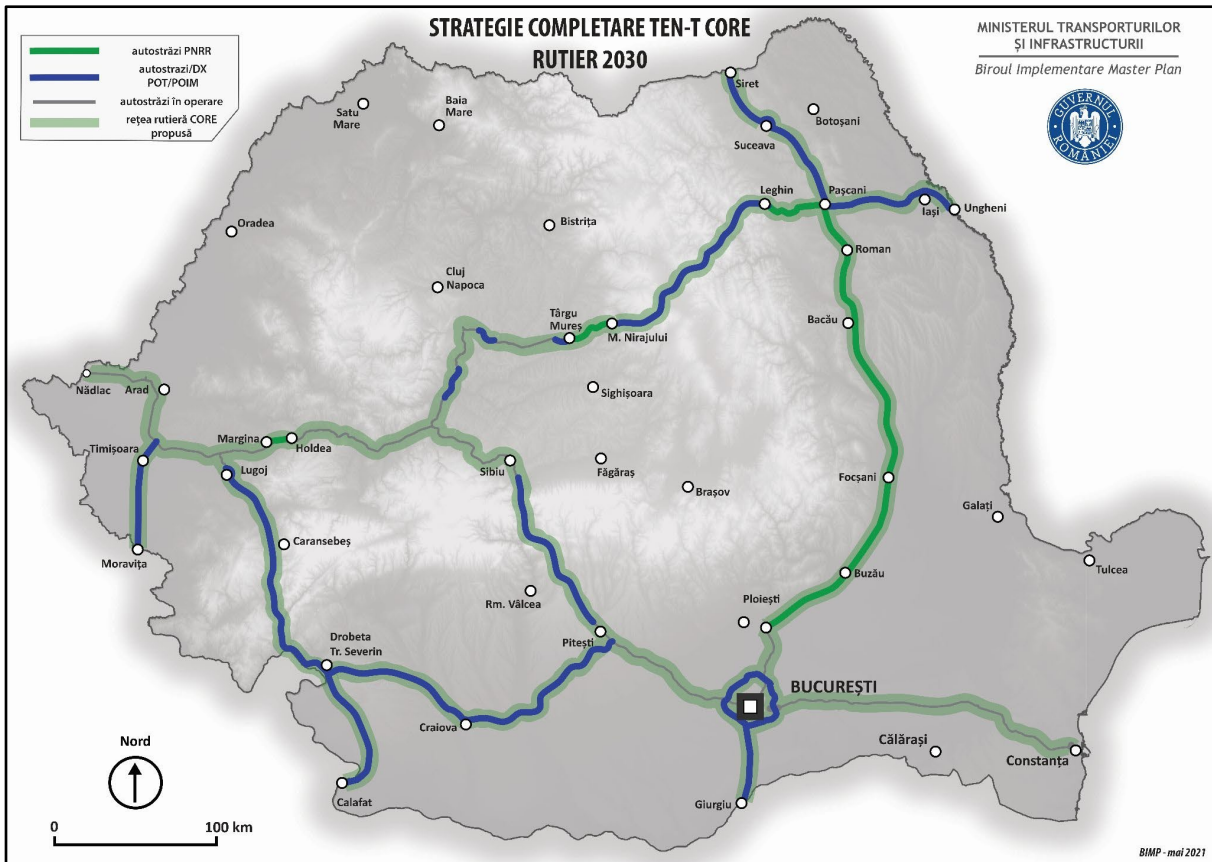 STRATEGIE COMPLETARE TEN-T CORE
RUTIER 2030
MINISTERUL TRANSPORTURILOR
ȘI INFRASTRUCTURII
Biroul Implementare Master Plan
GUVERNUL ROMÂNIEI
autostrăzi PNRR
autostrazi/DX
POT/POIM
autostrăzi în operare
rețea rutieră CORE
propusă
Siret
Satu
Mare
Baia
Mare
Botoșani
Suceava
Leghin
Pașcani
Iași
Ungheni
Oradea
Bistrița
Roman
Cluj
Napoca
Târgu
Mureș
M. Nirajului
Bacău
Nădlac
Arad
Sighișoara
Margina
Holdea
Timișoara
Lugoj
Sibiu
Făgăraș
Brașov
Focșani
Galați
Moravița
Caransebeș
Tulcea
Buzău
Rm. Vâlcea
Ploiești
Pitești
Drobeta
Tr. Severin
BUCUREȘTI
Craiova
Călărași
Constanța
Calafat
Giurgiu
Nord
0
100 km
BIMP - mai 2021